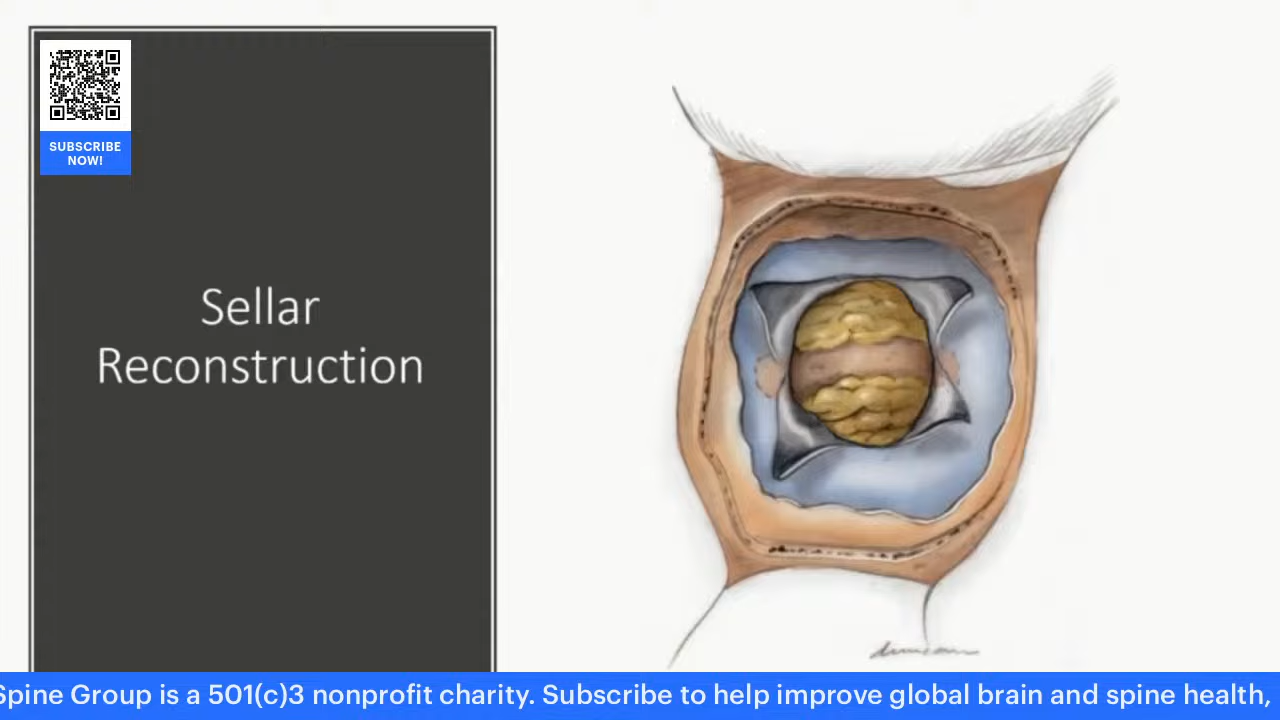 SUBSCRIBE
NOW!
Sellar
Reconstruction
Spine Group is a 501(c)3 nonprofit charity. Subscribe to help improve global brain and spine health,